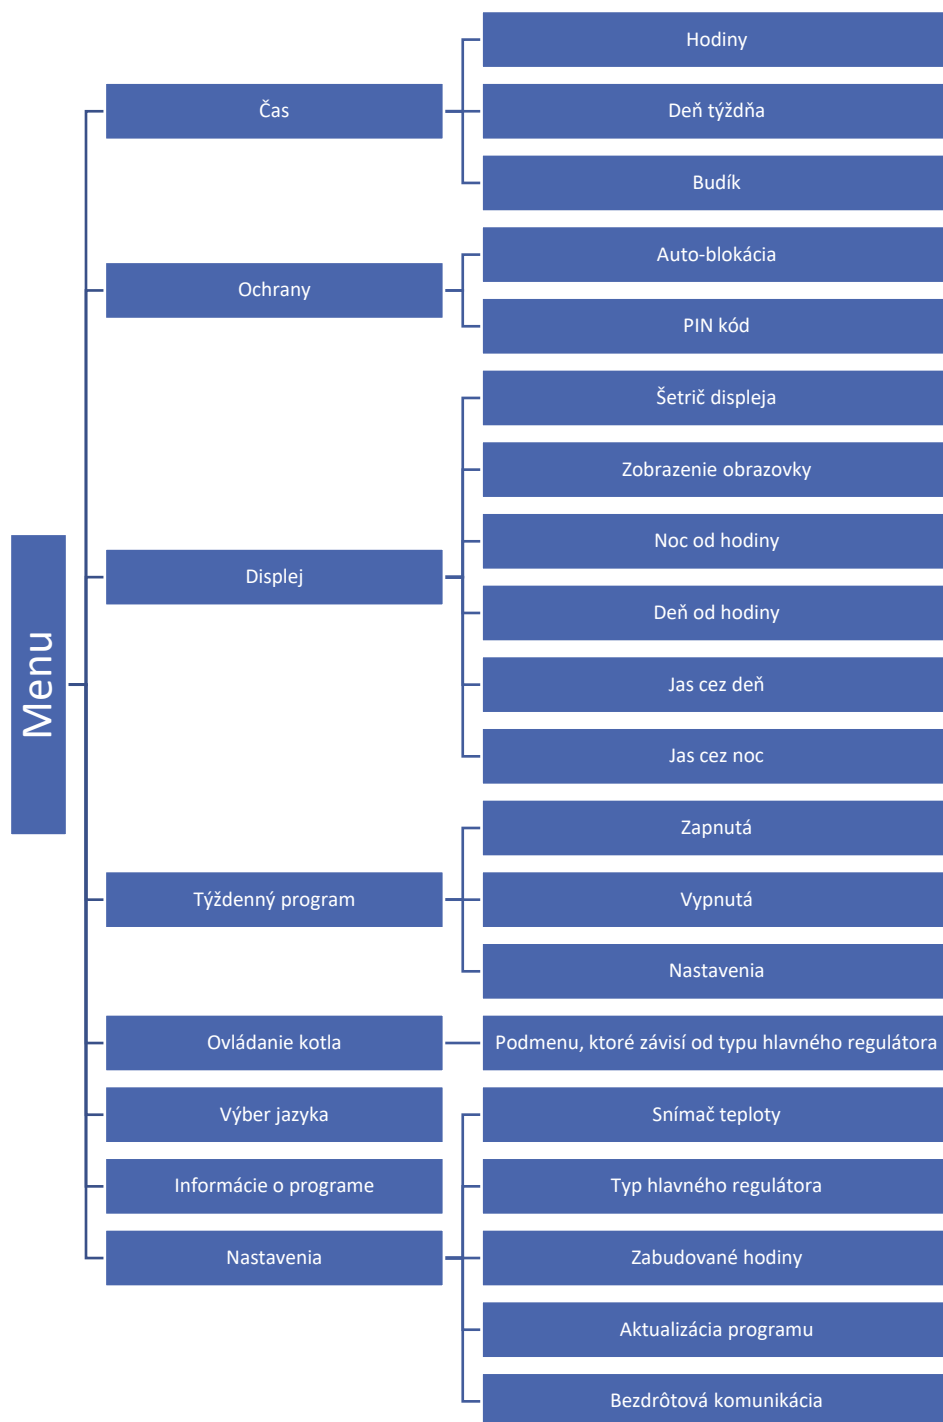 Menu
Čas
Hodiny
Deň týždňa
Budík
Ochrany
Auto-blokácia
PIN kód
Displej
Šetrič displeja
Zobrazenie obrazovky
Noc od hodiny
Deň od hodiny
Jas cez deň
Jas cez noc
Týždenný program
Zapnutá
Vypnutá
Nastavenia
Ovládanie kotla
Podmenu, ktoré závisí od typu hlavného regulátora
Výber jazyka
Informácie o programe
Nastavenia
Snímač teploty
Typ hlavného regulátora
Zabudované hodiny
Aktualizácia programu
Bezdrôtová komunikácia